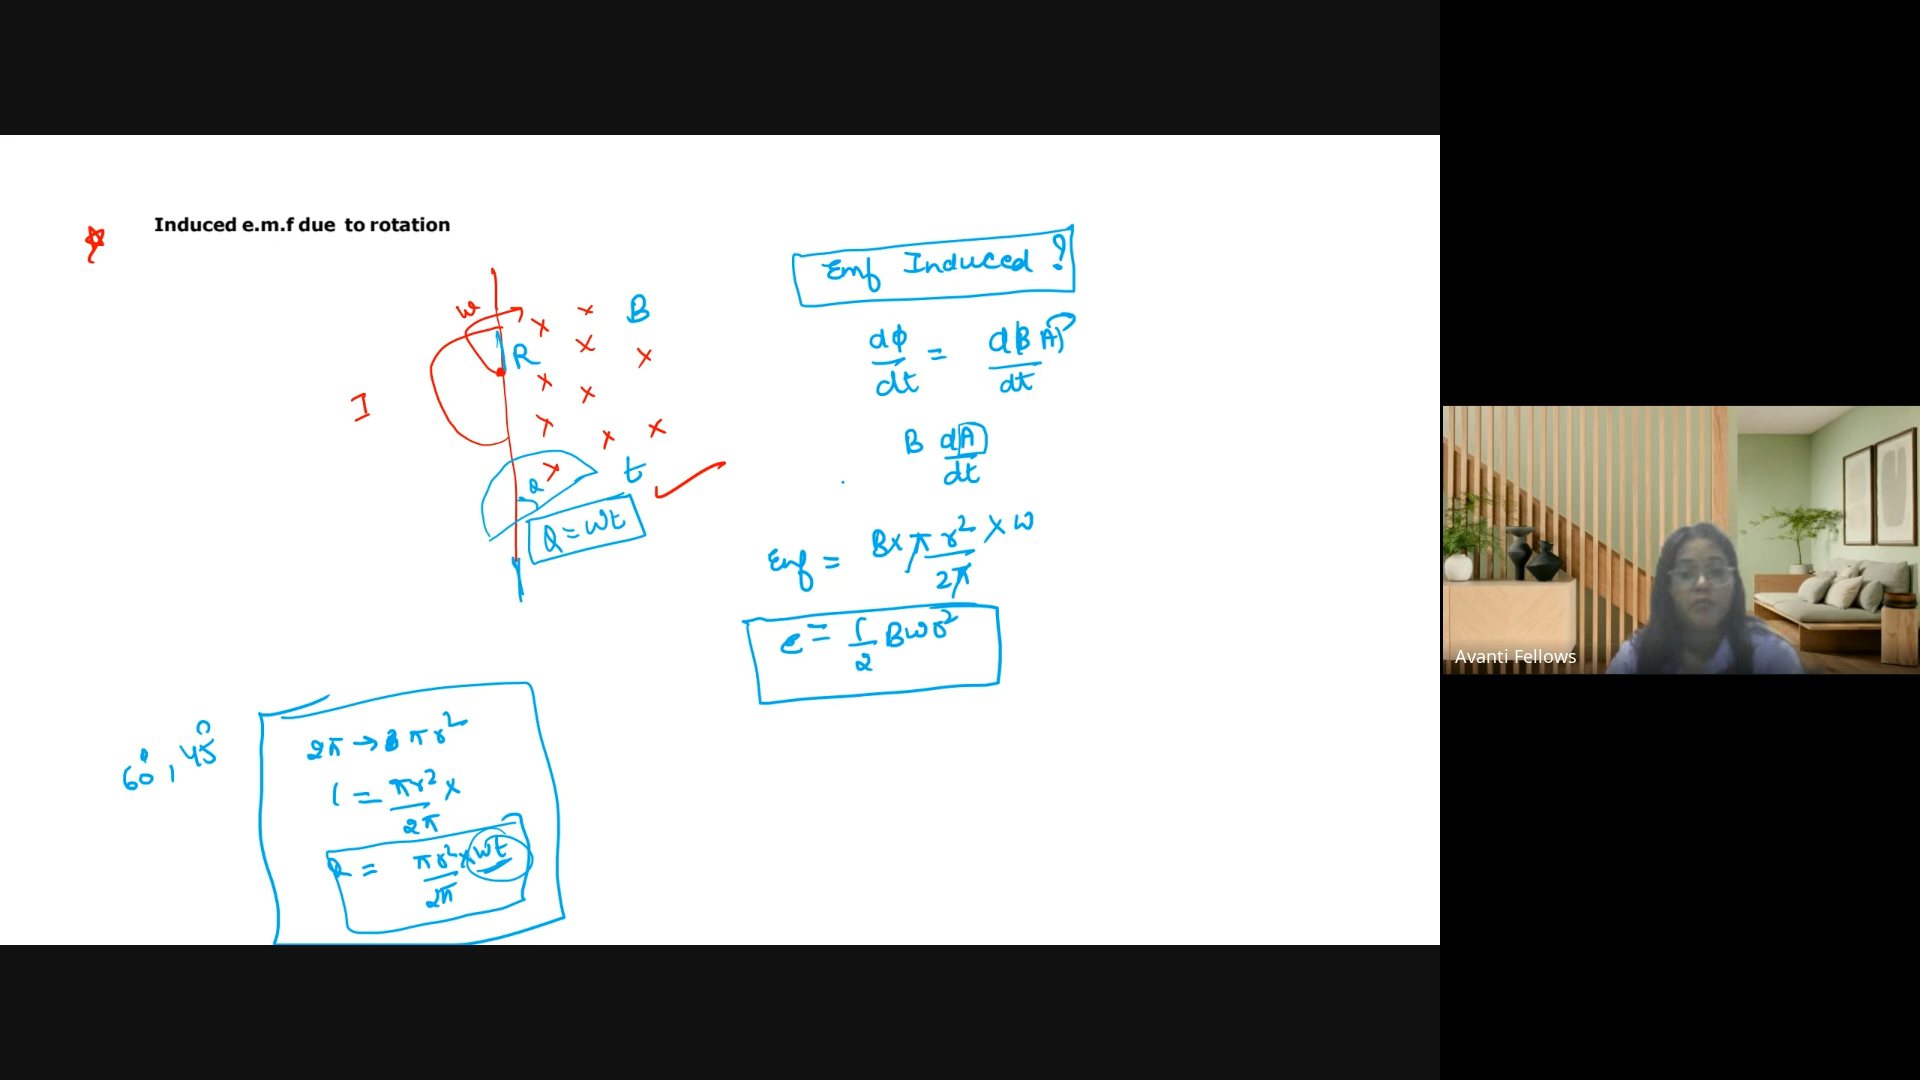 Induced e.m.f due to rotation
Emf Induced ?
ω
B
R
I
dφ/dt = d(BA)/dt
B dA/dt
t
θ
θ = ωt
Emf = B × πr²/2π × ω
e = 1/2 Bωr²
60°, 45°
2π → πr²
1 = πr²/2π ×
θ = πr²/2π × ωt
Avanti Fellows